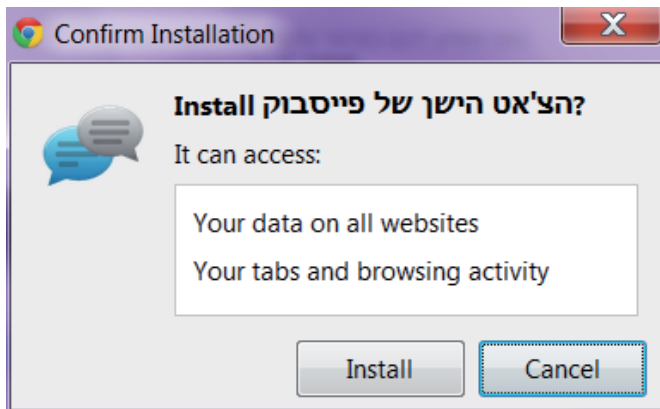 Confirm Installation
X
Install הצ'אט הישן של פייסבוק?
It can access:
Your data on all websites
Your tabs and browsing activity
Install
Cancel